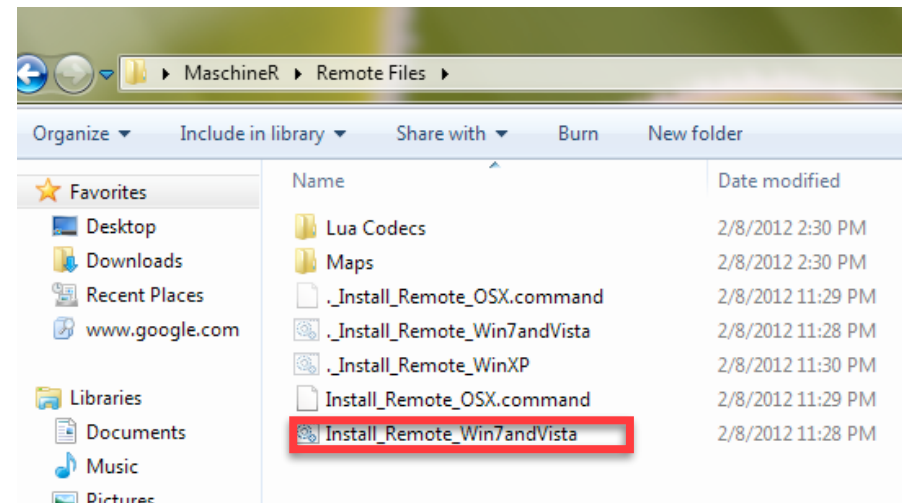 MaschineR Remote Files
Organize Include in library Share with Burn New folder
Name Date modified
Favorites
Desktop
Downloads
Recent Places
www.google.com
Libraries
Documents
Music
Pictures
Lua Codecs 2/8/2012 2:30 PM
Maps 2/8/2012 2:30 PM
._Install_Remote_OSX.command 2/8/2012 11:29 PM
._Install_Remote_Win7andVista 2/8/2012 11:28 PM
._Install_Remote_WinXP 2/8/2012 11:30 PM
Install_Remote_OSX.command 2/8/2012 11:29 PM
Install_Remote_Win7andVista 2/8/2012 11:28 PM